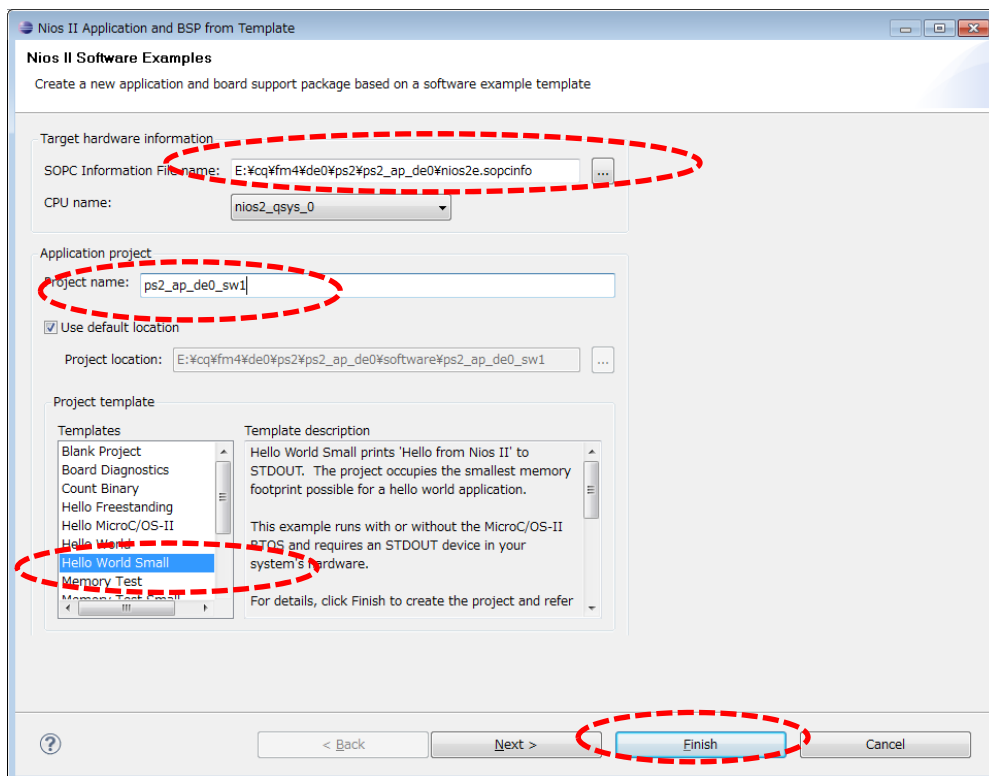 Nios II Application and BSP from Template
Nios II Software Examples
Create a new application and board support package based on a software example template
Target hardware information
SOPC Information File name: E:¥cq¥fm4¥de0¥ps2¥ps2_ap_de0¥nios2e.sopcinfo ...
CPU name: nios2_qsys_0
Application project
Project name: ps2_ap_de0_sw1
Use default location
Project location: E:¥cq¥fm4¥de0¥ps2¥ps2_ap_de0¥software¥ps2_ap_de0_sw1 ...
Project template
Templates
Blank Project
Board Diagnostics
Count Binary
Hello Freestanding
Hello MicroC/OS-II
Hello World
Hello World Small
Memory Test
Memory Test Small
Template description
Hello World Small prints 'Hello from Nios II' to
STDOUT. The project occupies the smallest memory
footprint possible for a hello world application.
This example runs with or without the MicroC/OS-II
RTOS and requires an STDOUT device in your
system's hardware.
For details, click Finish to create the project and refer
? < Back Next > Finish Cancel